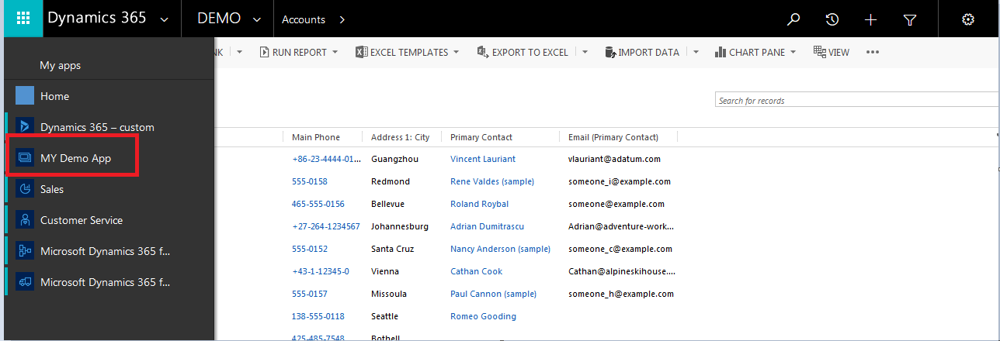 Dynamics 365 DEMO Accounts
NK RUN REPORT EXCEL TEMPLATES EXPORT TO EXCEL IMPORT DATA CHART PANE VIEW •••
My apps
Home
Dynamics 365 – custom
MY Demo App
Sales
Customer Service
Microsoft Dynamics 365 f...
Microsoft Dynamics 365 f...
Search for records
Main Phone Address 1: City Primary Contact Email (Primary Contact)
+86-23-4444-01... Guangzhou Vincent Lauriant vlauriant@adatum.com
555-0158 Redmond Rene Valdes (sample) someone_i@example.com
465-555-0156 Bellevue Roland Roybal someone@example.com
+27-264-1234567 Johannesburg Adrian Dumitrascu Adrian@adventure-work...
555-0152 Santa Cruz Nancy Anderson (sample) someone_c@example.com
+43-1-12345-0 Vienna Cathan Cook Cathan@alpineskihouse....
555-0157 Missoula Paul Cannon (sample) someone_h@example.com
138-555-0118 Seattle Romeo Gooding
425-485-7548 Bothell